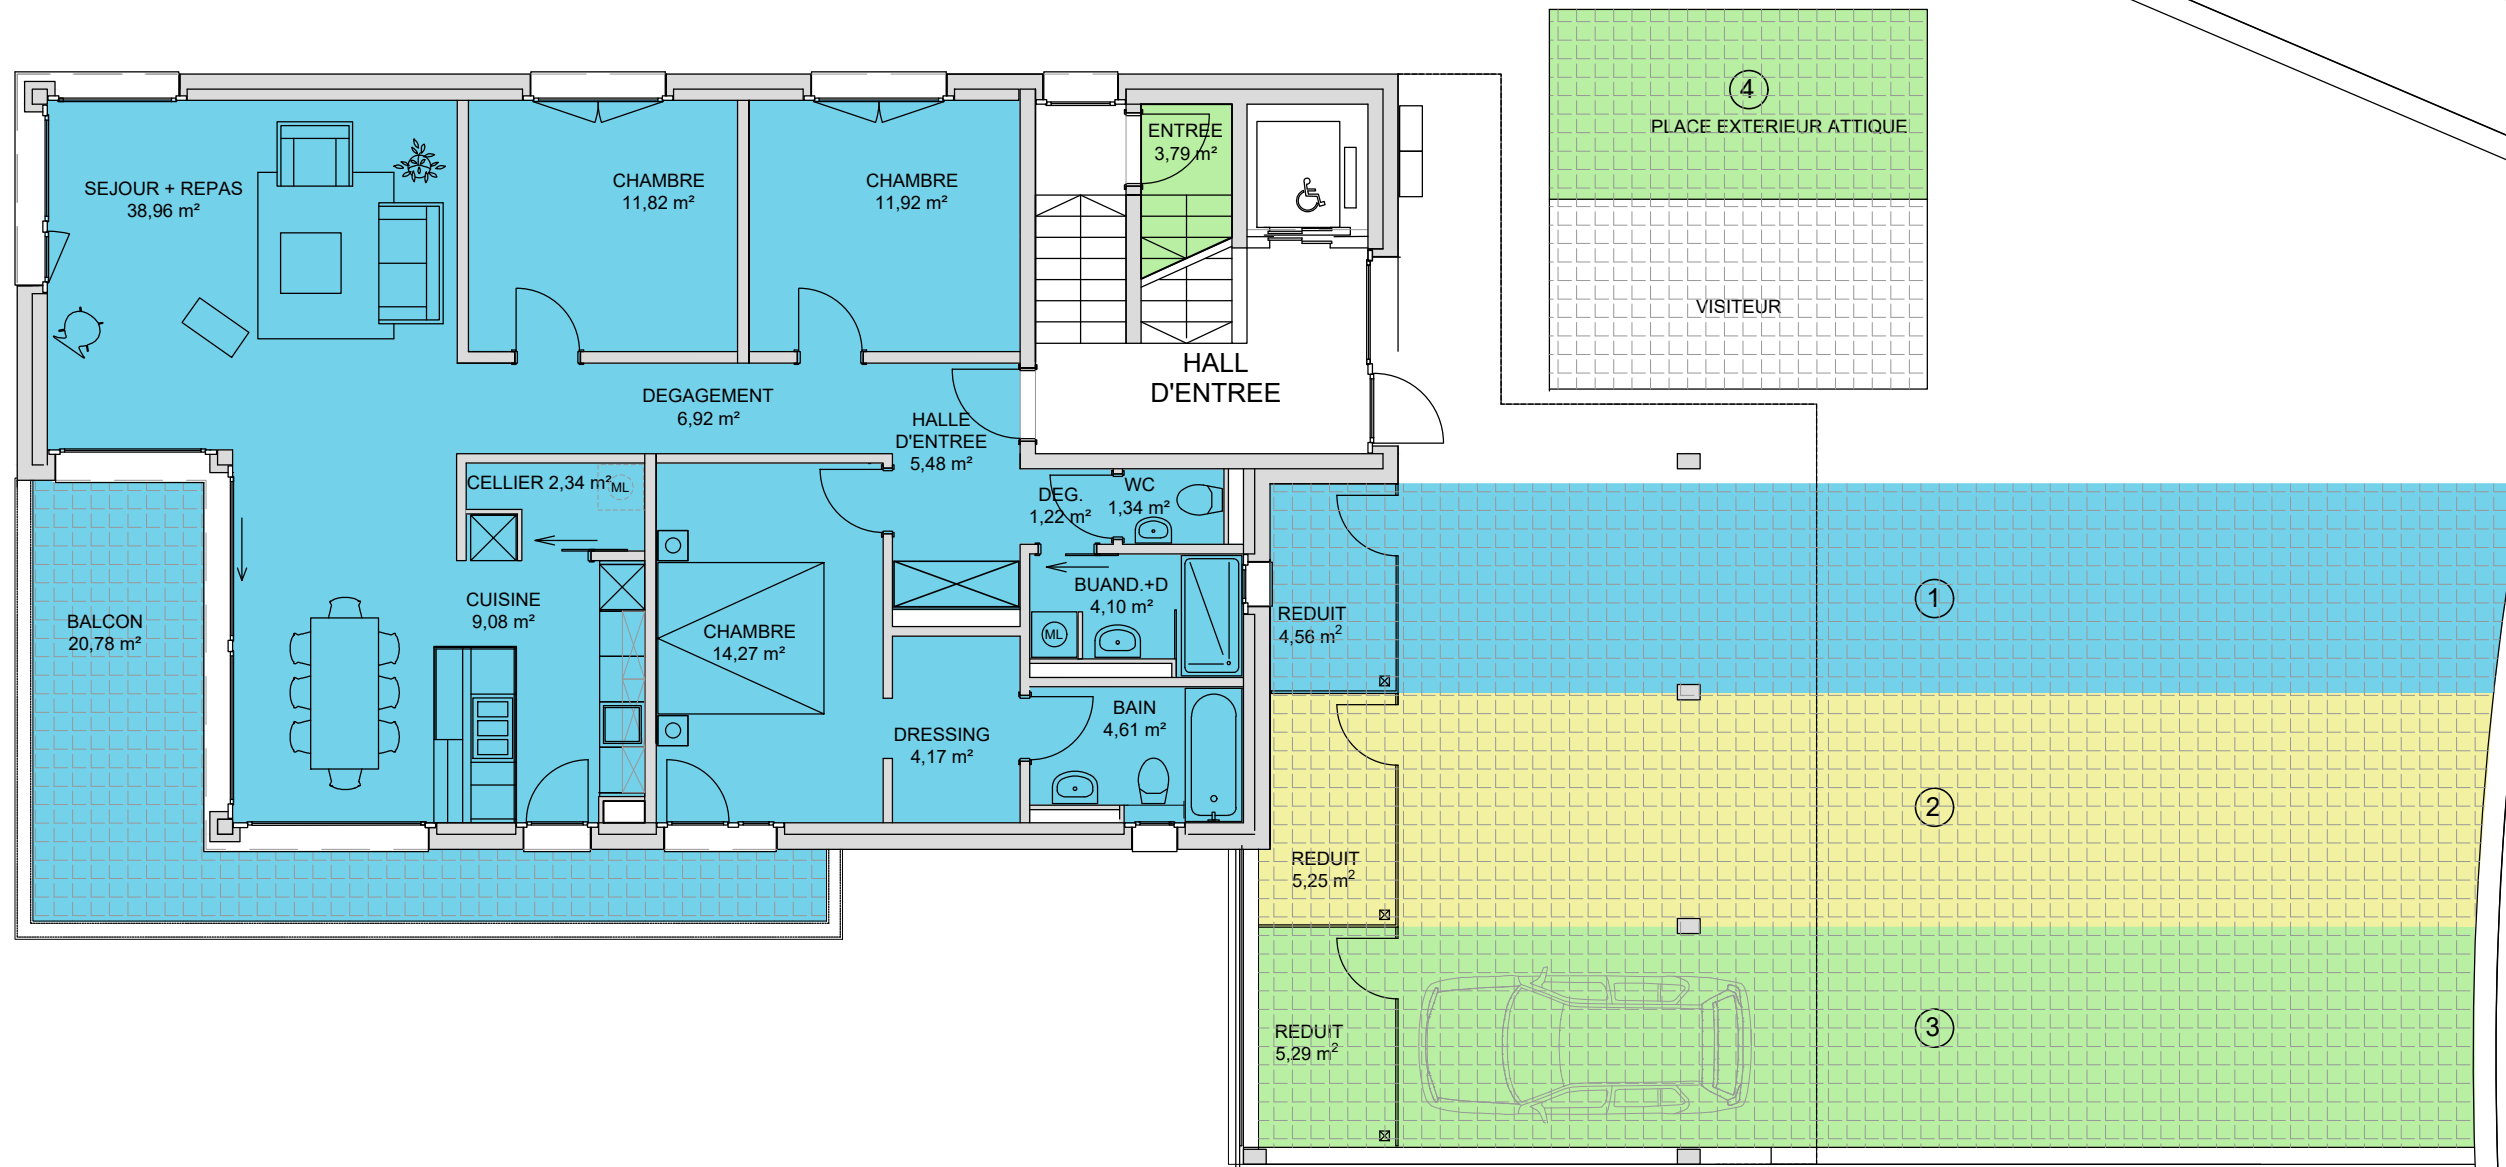 4
PLACE EXTERIEUR ATTIQUE
VISITEUR
SEJOUR + REPAS
38,96 m²
CHAMBRE
11,82 m²
CHAMBRE
11,92 m²
ENTREE
3,79 m²
HALL
D'ENTREE
DEGAGEMENT
6,92 m²
HALLE
D'ENTREE
5,48 m²
CELLIER 2,34 m²
ML
DEG.
1,22 m²
WC
1,34 m²
BALCON
20,78 m²
CUISINE
9,08 m²
CHAMBRE
14,27 m²
BUAND.+D
4,10 m²
ML
REDUIT
4,56 m²
1
DRESSING
4,17 m²
BAIN
4,61 m²
2
REDUIT
5,25 m²
REDUIT
5,29 m²
3